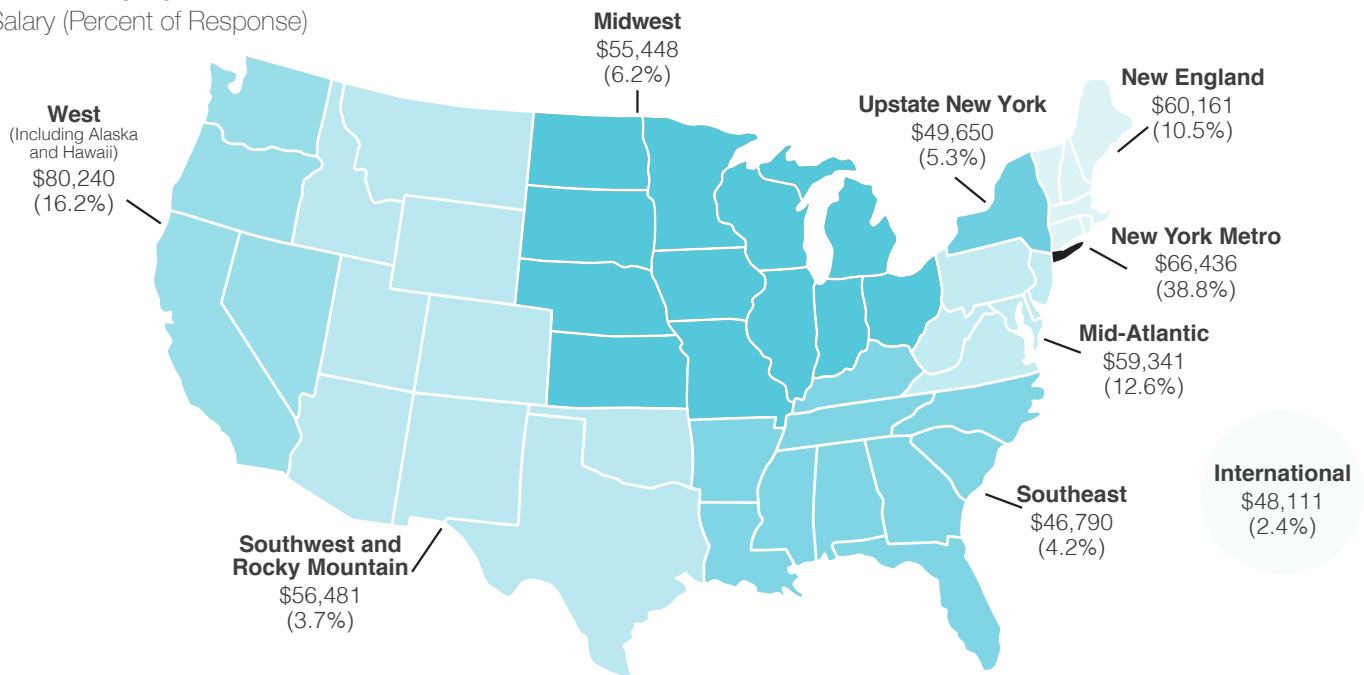 Salary (Percent of Response)
Midwest
$55,448
(6.2%)
New England
$60,161
(10.5%)
Upstate New York
$49,650
(5.3%)
West
(Including Alaska
and Hawaii)
$80,240
(16.2%)
New York Metro
$66,436
(38.8%)
Mid-Atlantic
$59,341
(12.6%)
International
$48,111
(2.4%)
Southeast
$46,790
(4.2%)
Southwest and
Rocky Mountain
$56,481
(3.7%)